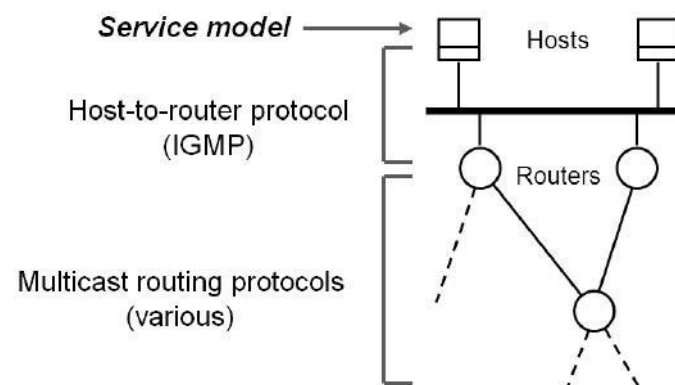 Service model
Hosts
Host-to-router protocol
(IGMP)
Routers
Multicast routing protocols
(various)